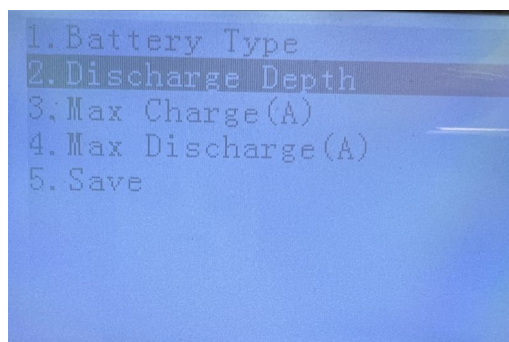 1.Battery Type
2.Discharge Depth
3.Max Charge(A)
4.Max Discharge(A)
5.Save